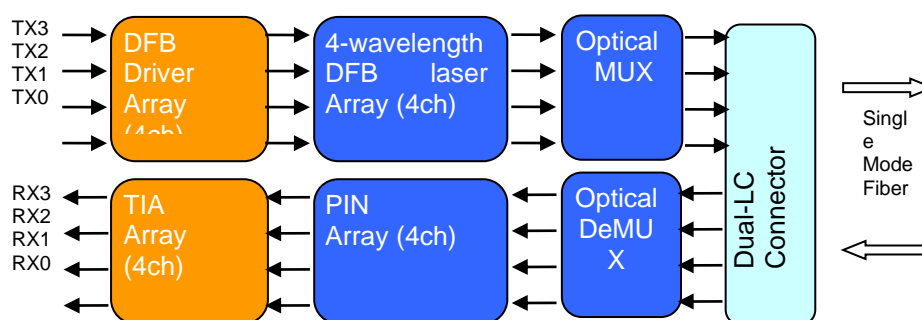 TX3
TX2
TX1
TX0
DFB
Driver
Array
(4ch)
4-wavelength
DFB laser
Array (4ch)
Optical
MUX
Dual-LC
Connector
Singl
e
Mode
Fiber
RX3
RX2
RX1
RX0
TIA
Array
(4ch)
PIN
Array (4ch)
Optical
DeMU
X